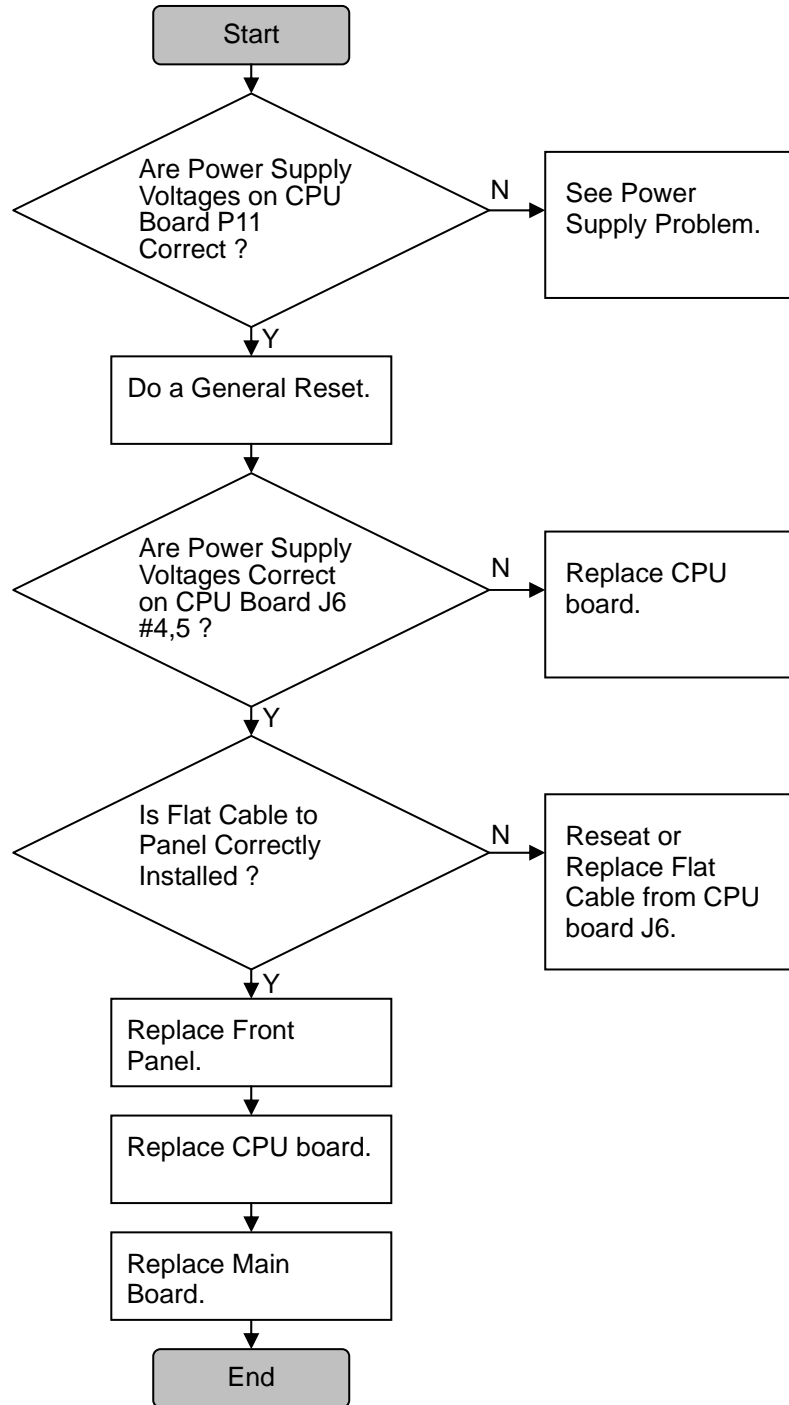 Start
Are Power Supply
Voltages on CPU
Board P11
Correct ?
N
See Power
Supply Problem.
Y
Do a General Reset.
Are Power Supply
Voltages Correct
on CPU Board J6
#4,5 ?
N
Replace CPU
board.
Y
Is Flat Cable to
Panel Correctly
Installed ?
N
Reseat or
Replace Flat
Cable from CPU
board J6.
Y
Replace Front
Panel.
Replace CPU board.
Replace Main
Board.
End